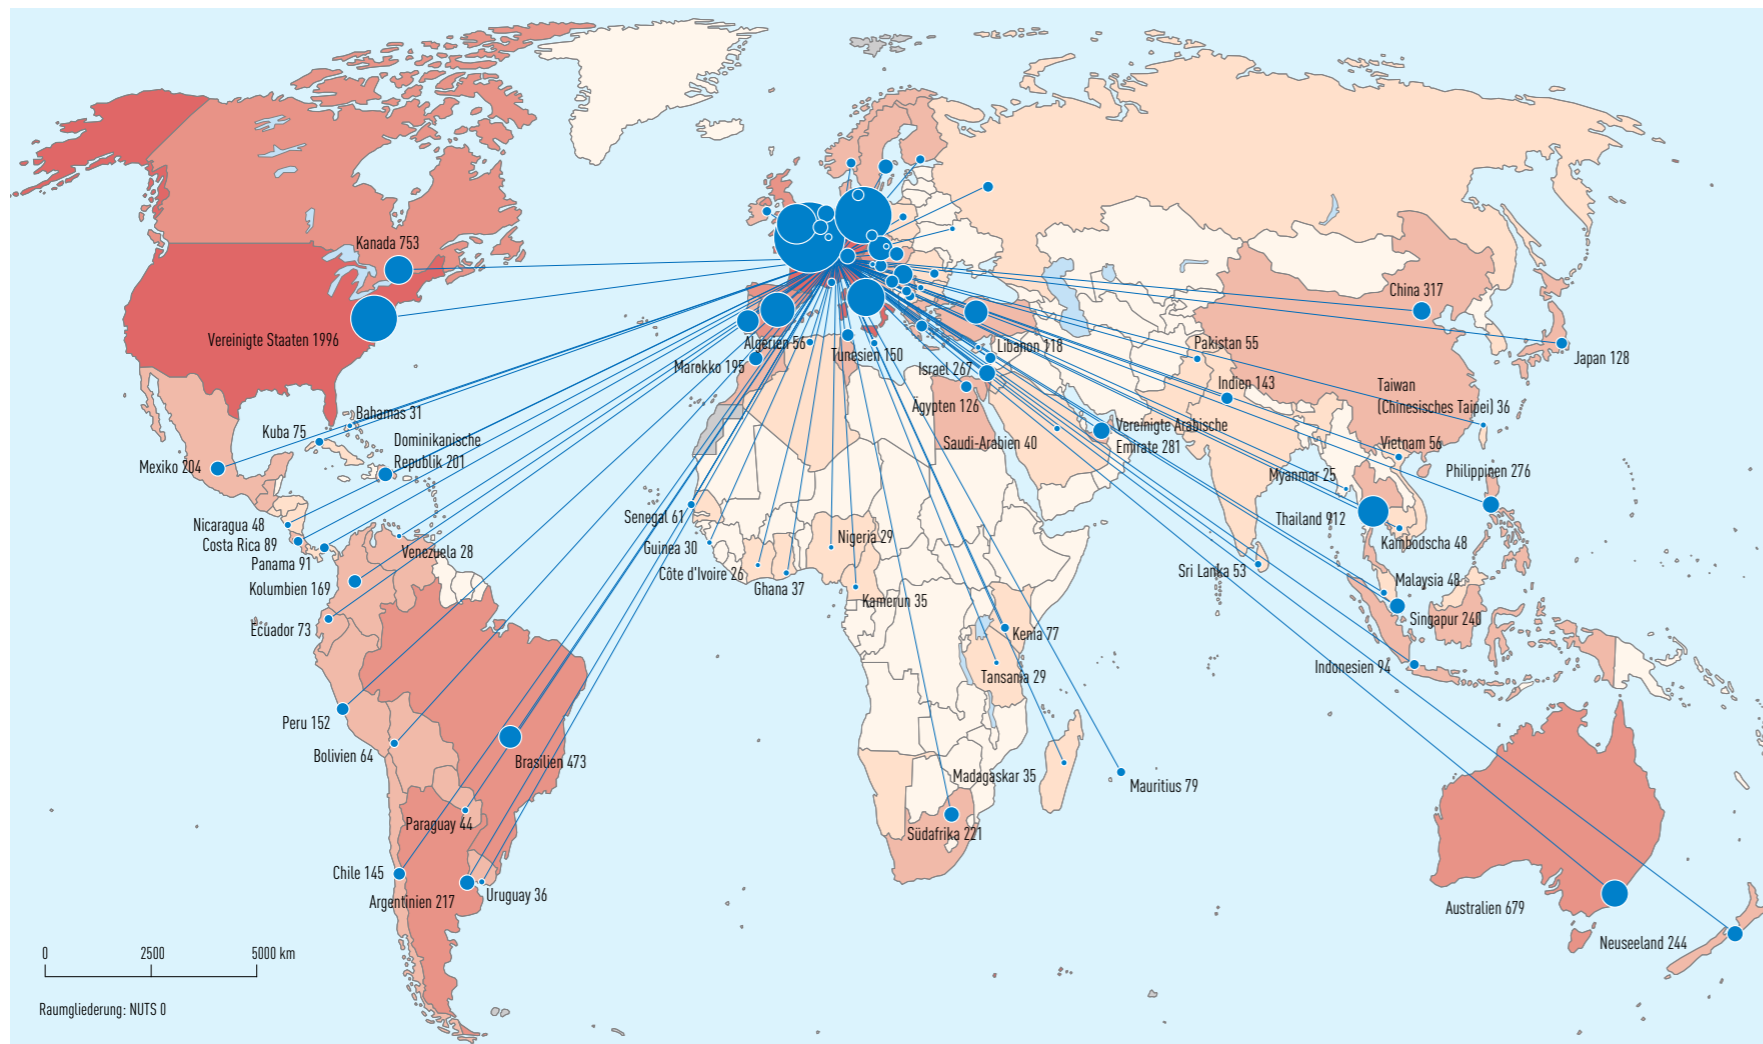 Kanada 753
Vereinigte Staaten 1996
Bahamas 31
Kuba 75
Dominikanische
Republik 201
Mexiko 204
Nicaragua 48
Costa Rica 89
Panama 91
Venezuela 28
Kolumbien 169
Ecuador 73
Peru 152
Bolivien 64
Brasilien 473
Paraguay 44
Chile 145
Argentinien 217
Uruguay 36
Algerien 56
Marokko 195
Tunesien 150
Libanon 118
Israel 267
Ägypten 126
Saudi-Arabien 40
Vereinigte Arabische
Emirate 281
Senegal 61
Guinea 30
Côte d'Ivoire 26
Ghana 37
Nigeria 29
Kamerun 35
Kenia 77
Tansania 29
Madagaskar 35
Mauritius 79
Südafrika 221
China 317
Japan 128
Pakistan 55
Indien 143
Taiwan
(Chinesisches Taipei) 36
Vietnam 56
Myanmar 25
Philippinen 276
Thailand 912
Kambodscha 48
Sri Lanka 53
Malaysia 48
Singapur 240
Indonesien 94
Australien 679
Neuseeland 244
0 2500 5000 km
Raumgliederung: NUTS 0